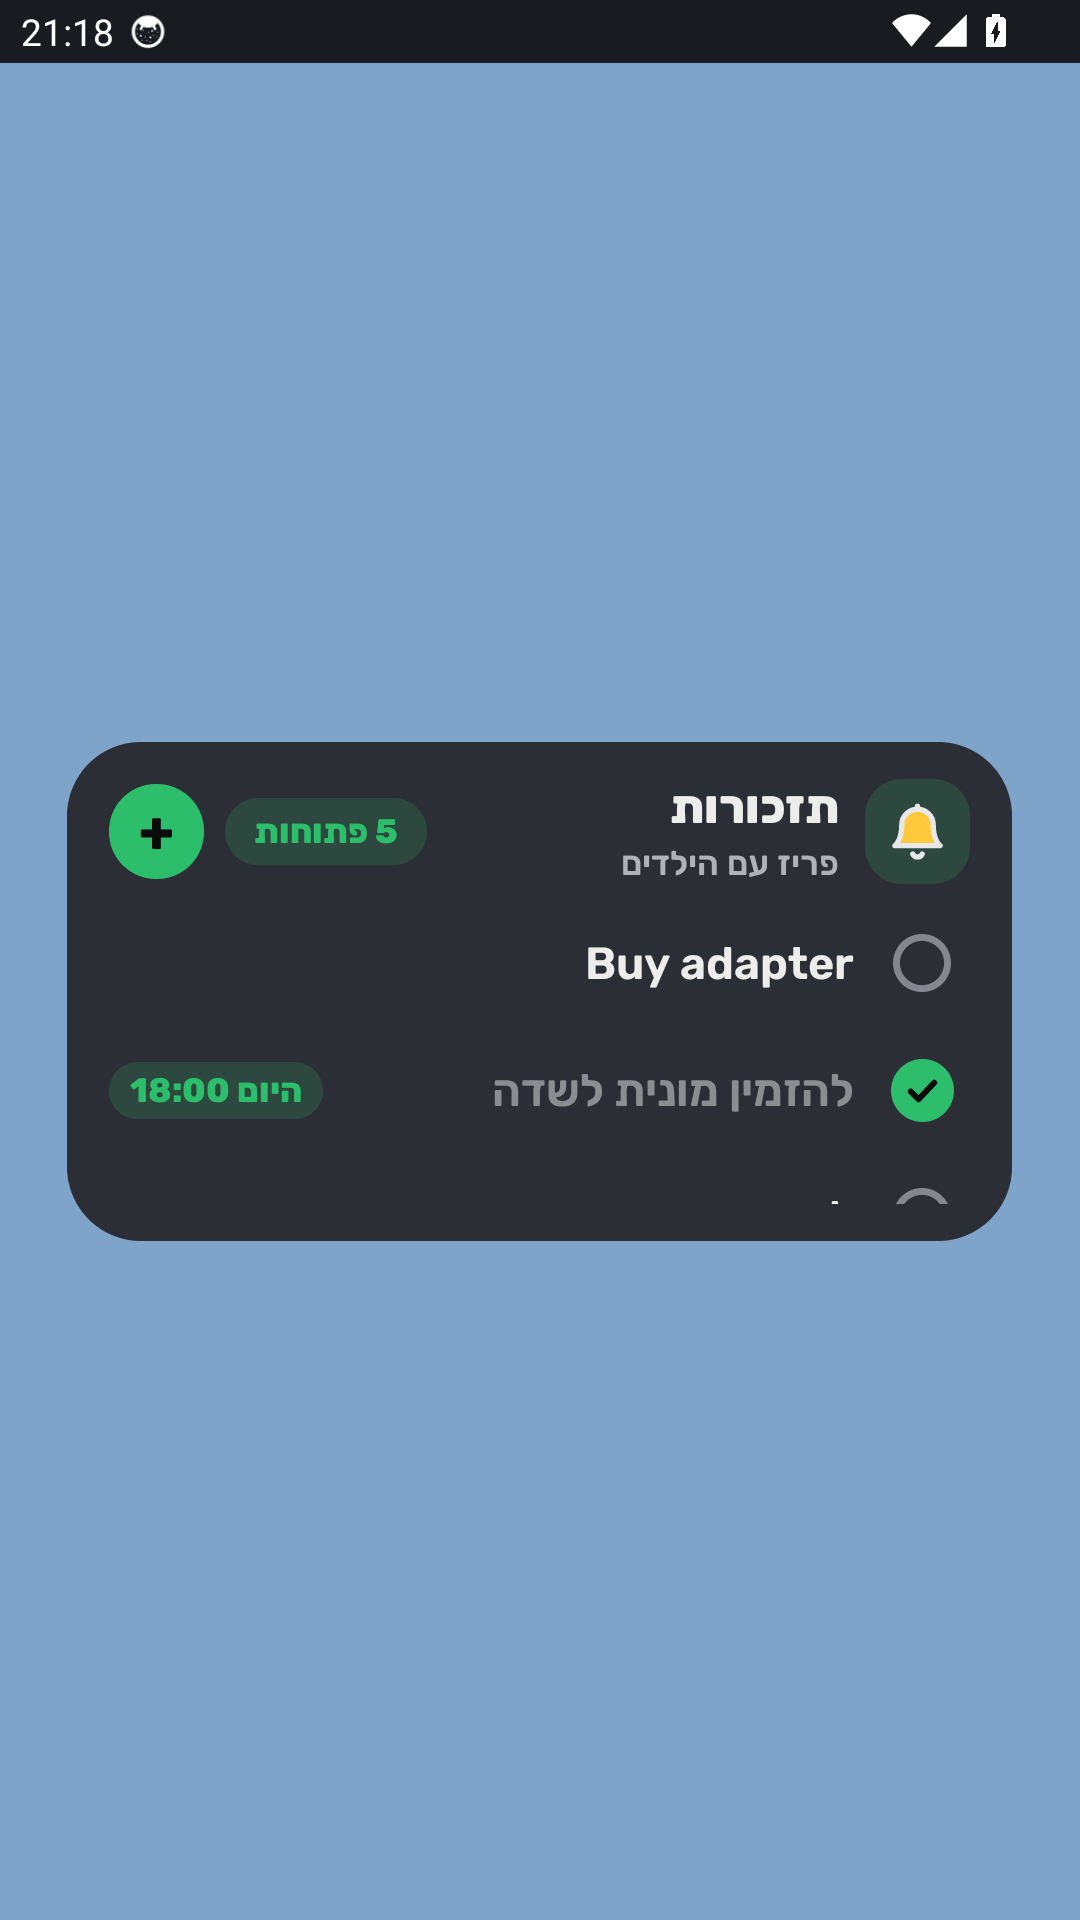 21:18
תזכורות
פריז עם הילדים
5 פתוחות
+
Buy adapter
להזמין מונית לשדה
היום 18:00